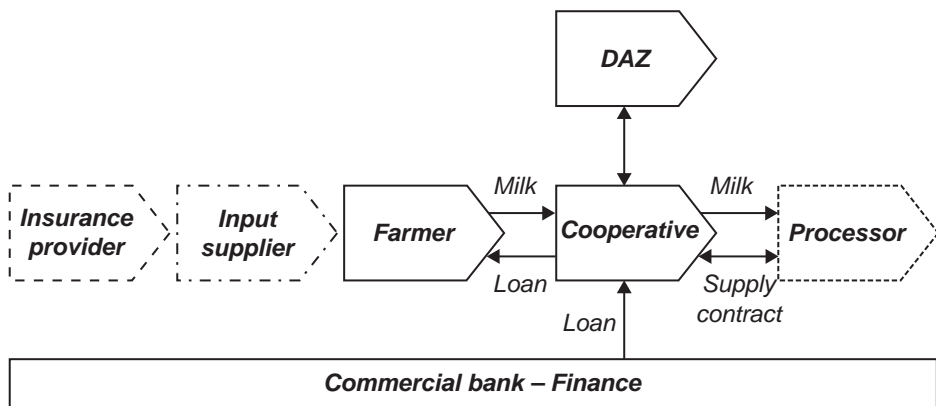 DAZ
Milk
Milk
Insurance
provider
Input
supplier
Farmer
Cooperative
Processor
Loan
Supply
contract
Loan
Commercial bank – Finance